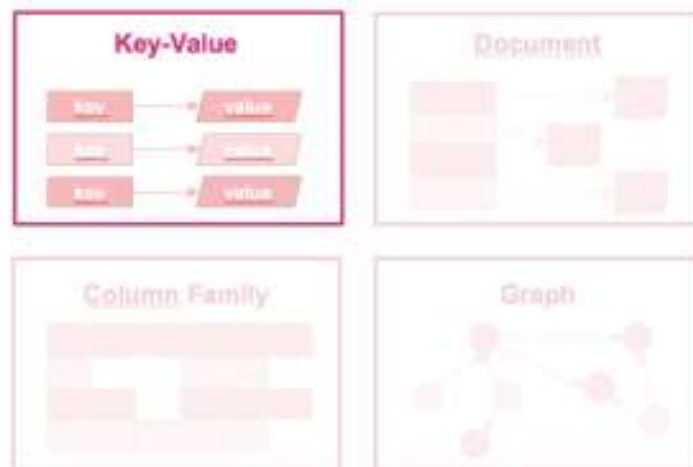 Key-Value
key value
key value
key value
Document
Column Family
Graph